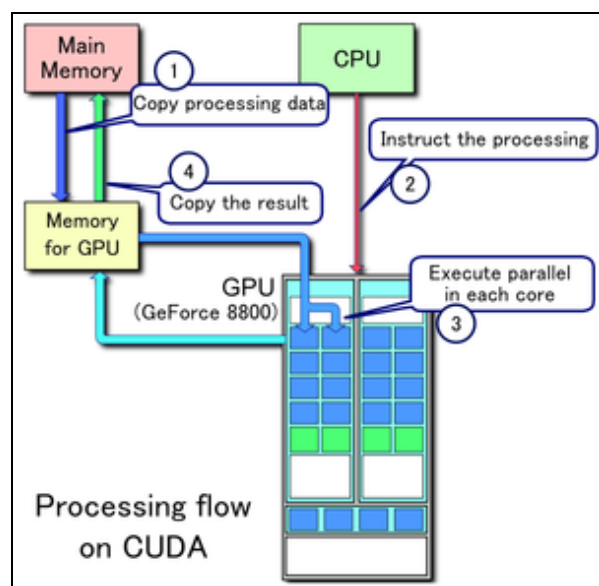 Main
Memory
CPU
1
Copy processing data
Instruct the processing
2
4
Copy the result
Memory
for GPU
Execute parallel
in each core
3
GPU
(GeForce 8800)
Processing flow
on CUDA